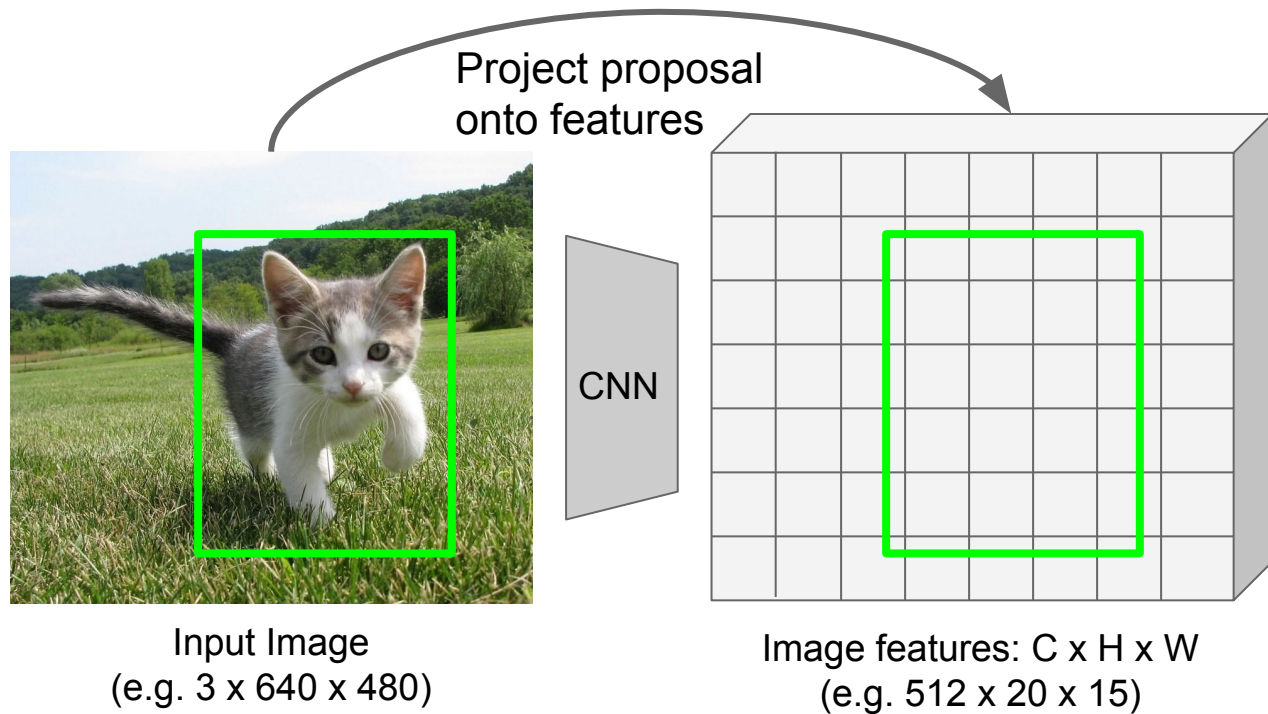 Project proposal
onto features
CNN
Input Image
(e.g. 3 x 640 x 480)
Image features: C x H x W
(e.g. 512 x 20 x 15)